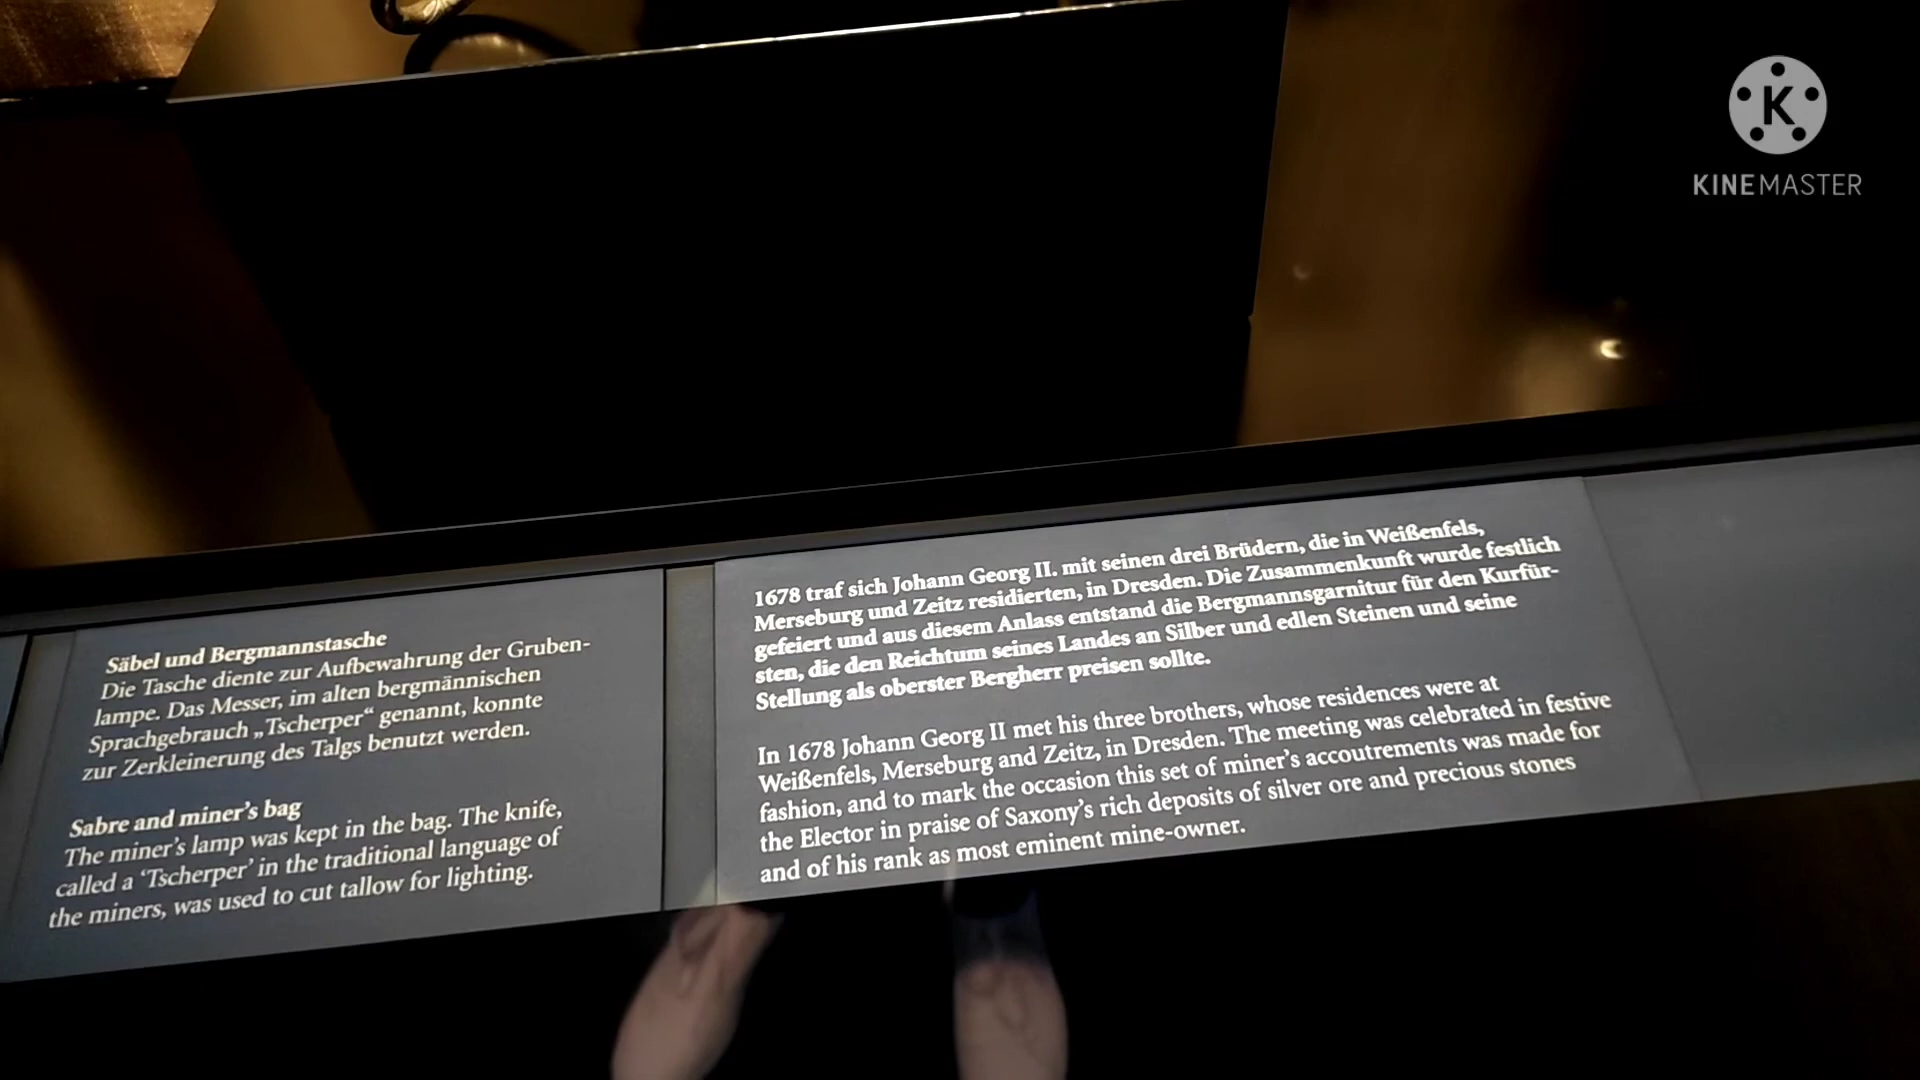 KINEMASTER
Säbel und Bergmannstasche
Die Tasche diente zur Aufbewahrung der Gruben-
lampe. Das Messer, im alten bergmännischen
Sprachgebrauch „Tscherper“ genannt, konnte
zur Zerkleinerung des Talgs benutzt werden.
Sabre and miner’s bag
The miner’s lamp was kept in the bag. The knife,
called a ‘Tscherper’ in the traditional language of
the miners, was used to cut tallow for lighting.
1678 traf sich Johann Georg II. mit seinen drei Brüdern, die in Weißenfels,
Merseburg und Zeitz residierten, in Dresden. Die Zusammenkunft wurde festlich
gefeiert und aus diesem Anlass entstand die Bergmannsgarnitur für den Kurfür-
sten, die den Reichtum seines Landes an Silber und edlen Steinen und seine
Stellung als oberster Bergherr preisen sollte.
In 1678 Johann Georg II met his three brothers, whose residences were at
Weißenfels, Merseburg and Zeitz, in Dresden. The meeting was celebrated in festive
fashion, and to mark the occasion this set of miner’s accoutrements was made for
the Elector in praise of Saxony’s rich deposits of silver ore and precious stones
and of his rank as most eminent mine-owner.